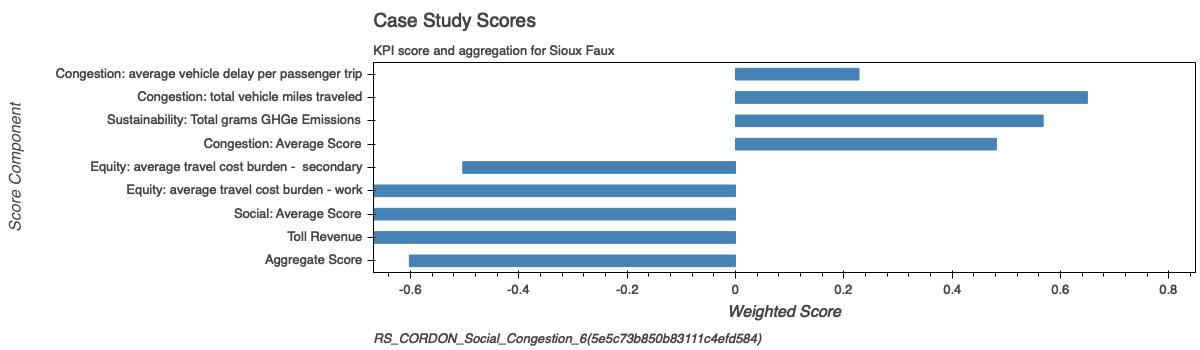 Case Study Scores
KPI score and aggregation for Sioux Faux
Score Component
Congestion: average vehicle delay per passenger trip
Congestion: total vehicle miles traveled
Sustainability: Total grams GHGe Emissions
Congestion: Average Score
Equity: average travel cost burden -  secondary
Equity: average travel cost burden - work
Social: Average Score
Toll Revenue
Aggregate Score
-0.6 -0.4 -0.2 0 0.2 0.4 0.6 0.8
Weighted Score
RS_CORDON_Social_Congestion_6(5e5c73b850b83111c4efd584)